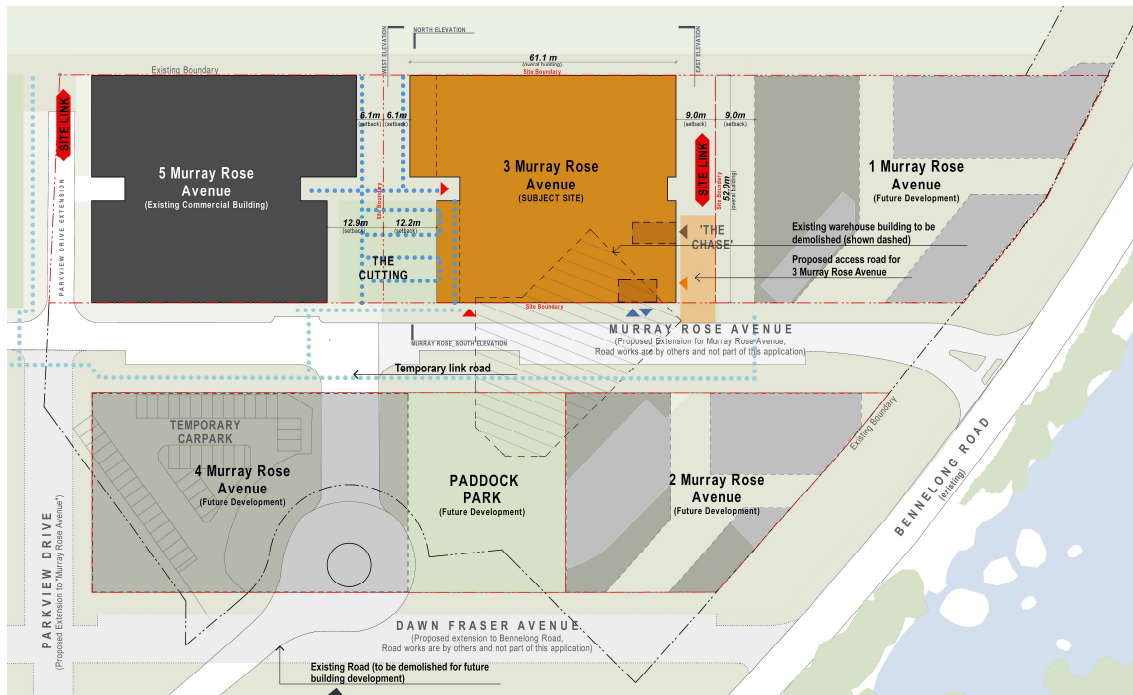 NORTH ELEVATION
WEST ELEVATION
EAST ELEVATION
61.1 m
(overall building)
Site Boundary
Existing Boundary
SITE LINK
6.1m
(setback)
6.1m
(setback)
9.0m
(setback)
9.0m
(setback)
5 Murray Rose
Avenue
(Existing Commercial Building)
3 Murray Rose
Avenue
(SUBJECT SITE)
1 Murray Rose
Avenue
(Future Development)
SITE LINK
Site Boundary
52.0m
(overall building)
Site Boundary
PARKVIEW DRIVE EXTENSION
12.9m
(setback)
12.2m
(setback)
THE
CUTTING
'THE
CHASE'
Existing warehouse building to be
demolished (shown dashed)
Proposed access road for
3 Murray Rose Avenue
Site Boundary
MURRAY ROSE AVENUE
(Proposed Extension for Murray Rose Avenue,
Road works are by others and not part of this application)
MURRAY ROSE_SOUTH ELEVATION
Temporary link road
TEMPORARY
CARPARK
4 Murray Rose
Avenue
(Future Development)
PADDOCK
PARK
(Future Development)
2 Murray Rose
Avenue
(Future Development)
Existing Boundary
BENNELONG ROAD
(existing)
PARKVIEW DRIVE
(Proposed Extension to "Murray Rose Avenue")
DAWN FRASER AVENUE
(Proposed extension to Bennelong Road,
Road works are by others and not part of this application)
Existing Road (to be demolished for future
building development)